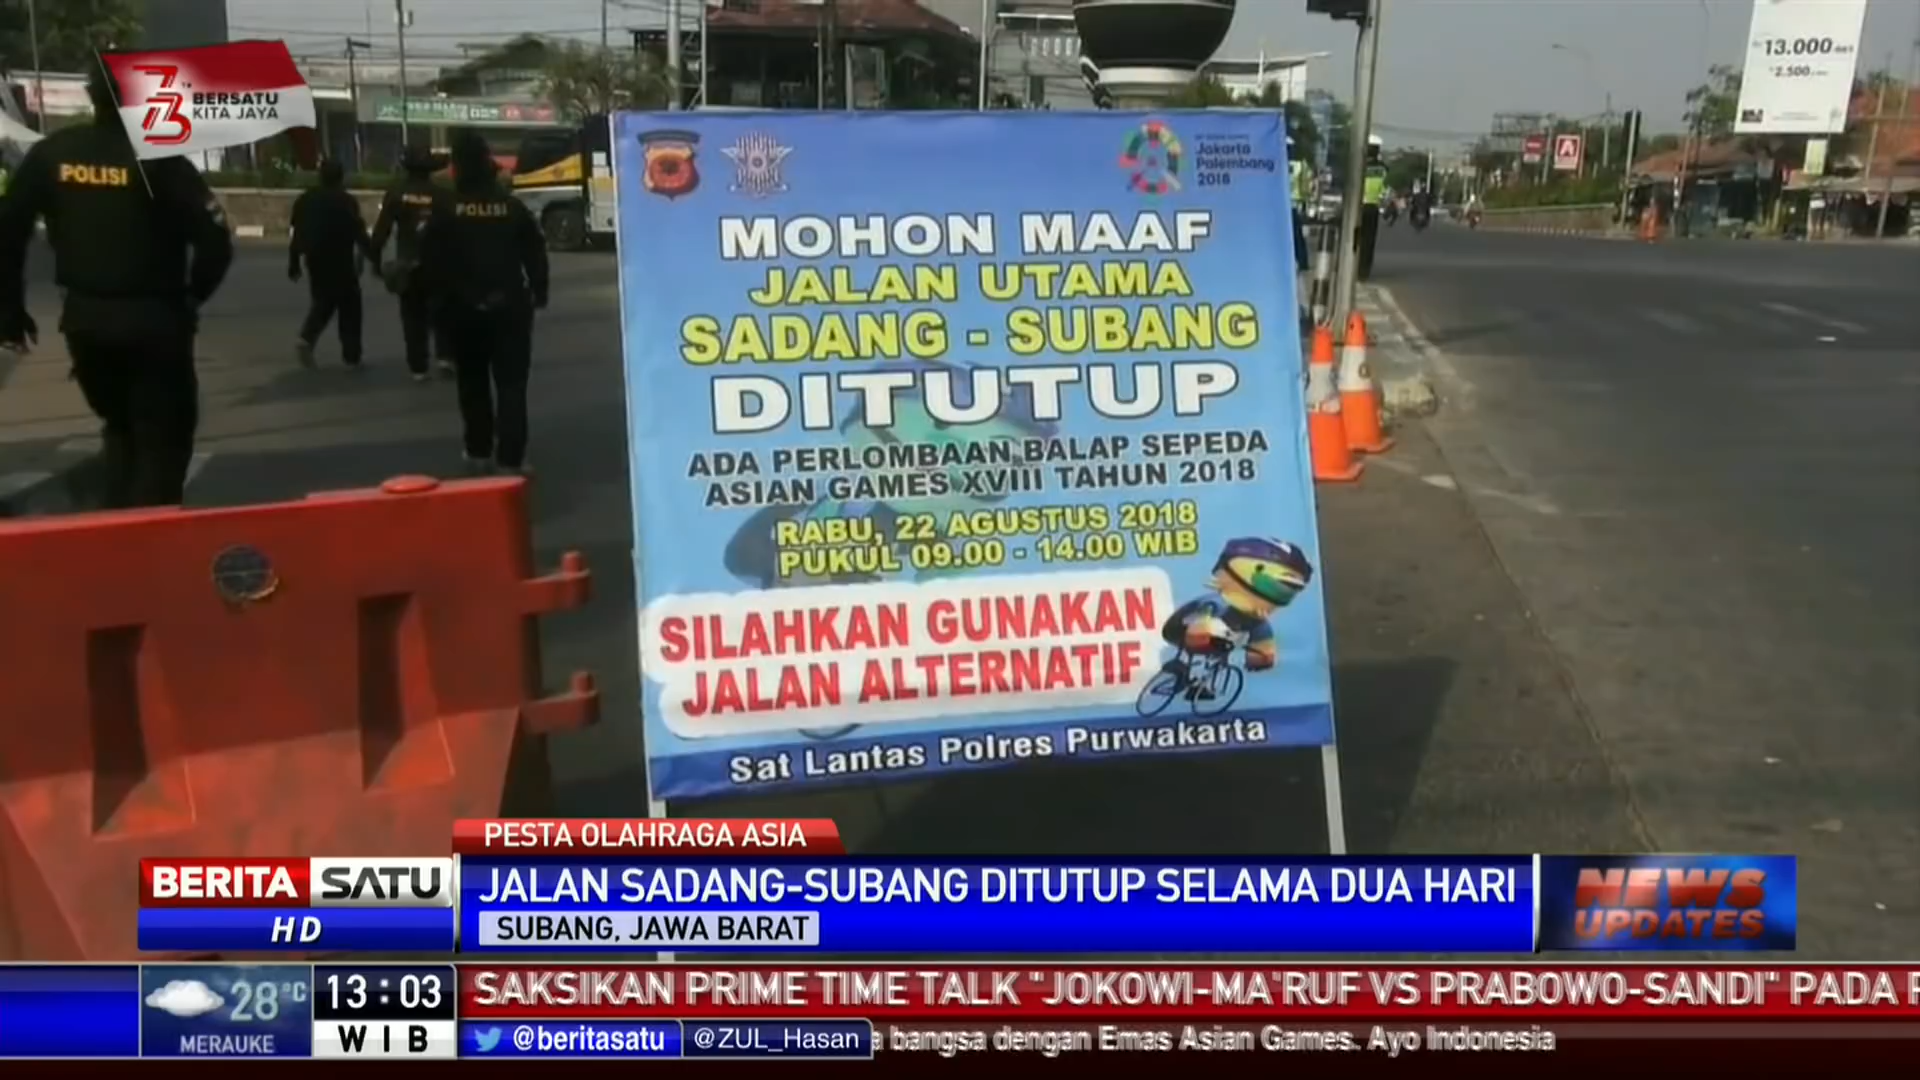 73
BERSATU
KITA JAYA
POLISI
POLISI
13.000
2.500
Jakarta
Palembang
2018
MOHON MAAF
JALAN UTAMA
SADANG - SUBANG
DITUTUP
ADA PERLOMBAAN BALAP SEPEDA
ASIAN GAMES XVIII TAHUN 2018
RABU, 22 AGUSTUS 2018
PUKUL 09.00 - 14.00 WIB
SILAHKAN GUNAKAN
JALAN ALTERNATIF
Sat Lantas Polres Purwakarta
PESTA OLAHRAGA ASIA
BERITA SATU
HD
JALAN SADANG-SUBANG DITUTUP SELAMA DUA HARI
SUBANG, JAWA BARAT
NEWS
UPDATES
28°C
MERAUKE
13:03
WIB
SAKSIKAN PRIME TIME TALK "JOKOWI-MA'RUF VS PRABOWO-SANDI" PADA
@beritasatu
@ZUL_Hasan
a bangsa dengan Emas Asian Games. Ayo Indonesia